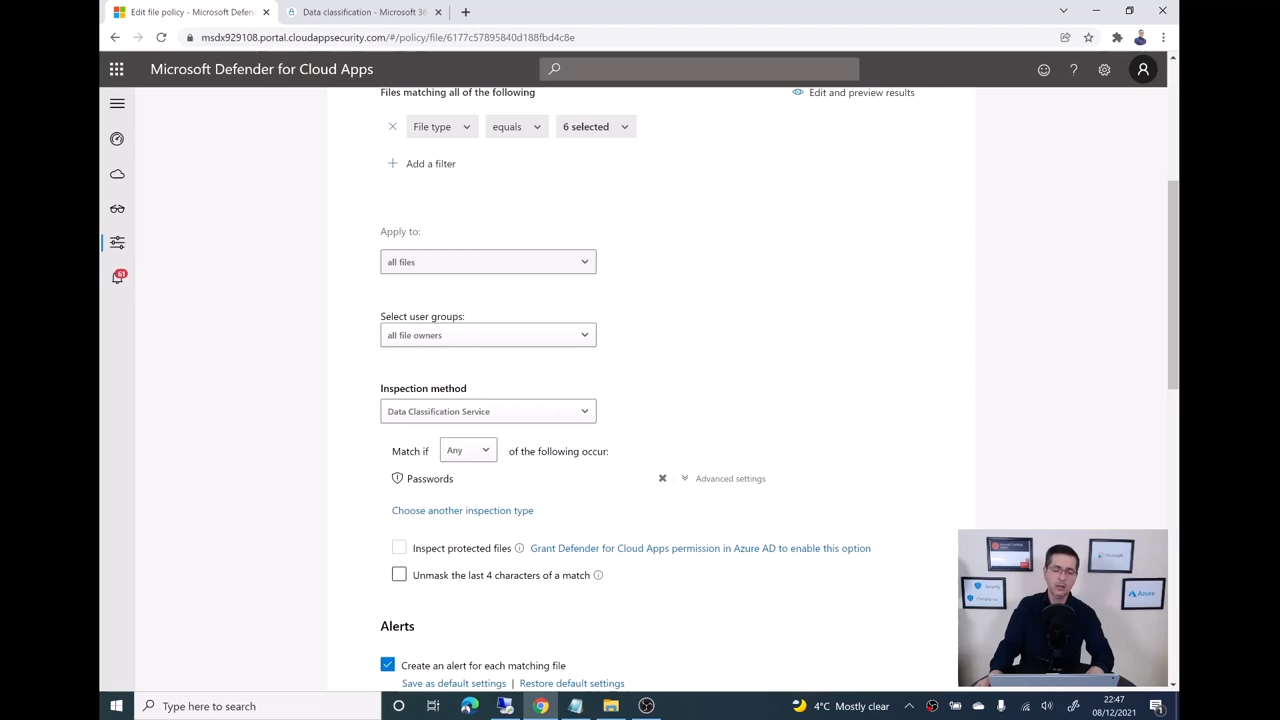 Edit file policy - Microsoft Defen
Data classification - Microsoft 36
msdx929108.portal.cloudappsecurity.com/#/policy/file/6177c57895840d188fbd4c8e
Microsoft Defender for Cloud Apps
Files matching all of the following
Edit and preview results
File type equals 6 selected
Add a filter
Apply to:
all files
Select user groups:
all file owners
61
Inspection method
Data Classification Service
Match if Any of the following occur:
Passwords
Advanced settings
Choose another inspection type
Inspect protected files
Grant Defender for Cloud Apps permission in Azure AD to enable this option
Unmask the last 4 characters of a match
Alerts
Create an alert for each matching file
Save as default settings | Restore default settings
Microsoft
Azure
Type here to search
4°C Mostly clear
22:47
08/12/2021
1